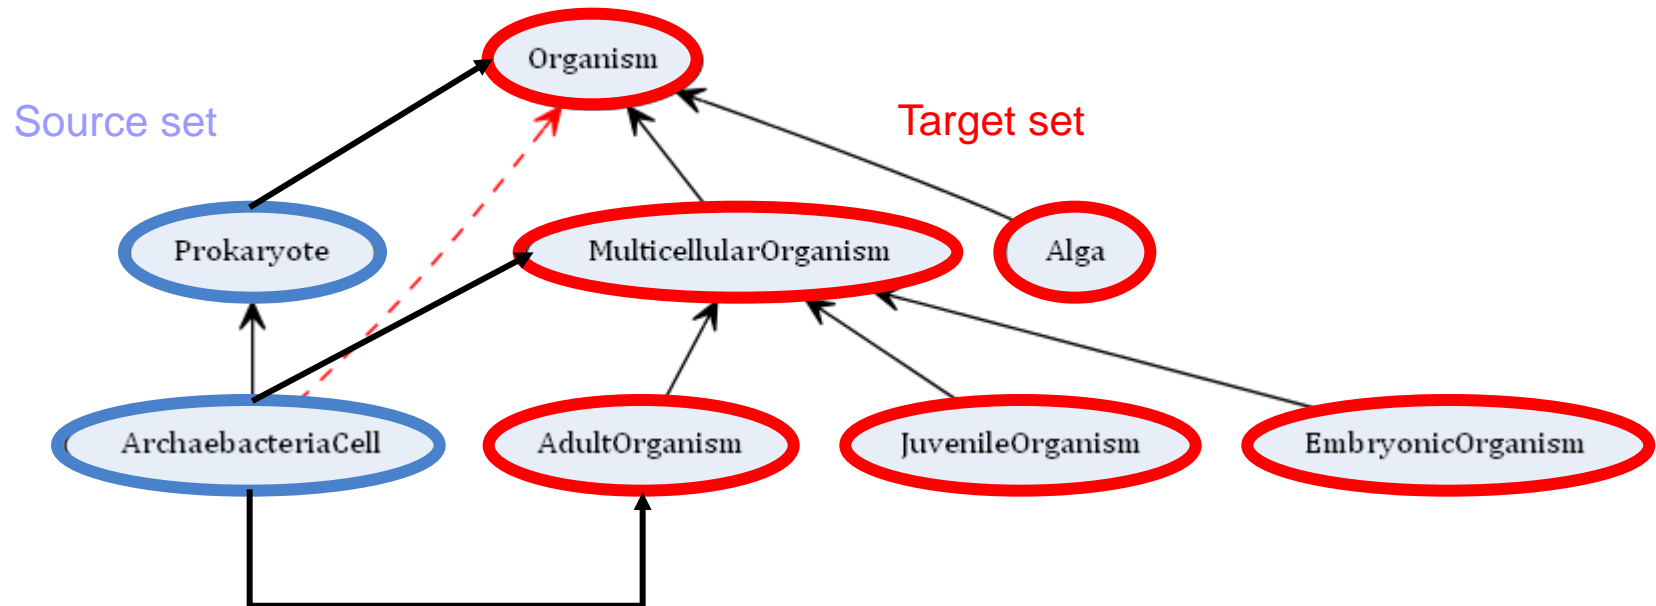 Organism
Source set
Target set
Prokaryote
MulticellularOrganism
Alga
ArchaebacteriaCell
AdultOrganism
JuvenileOrganism
EmbryonicOrganism